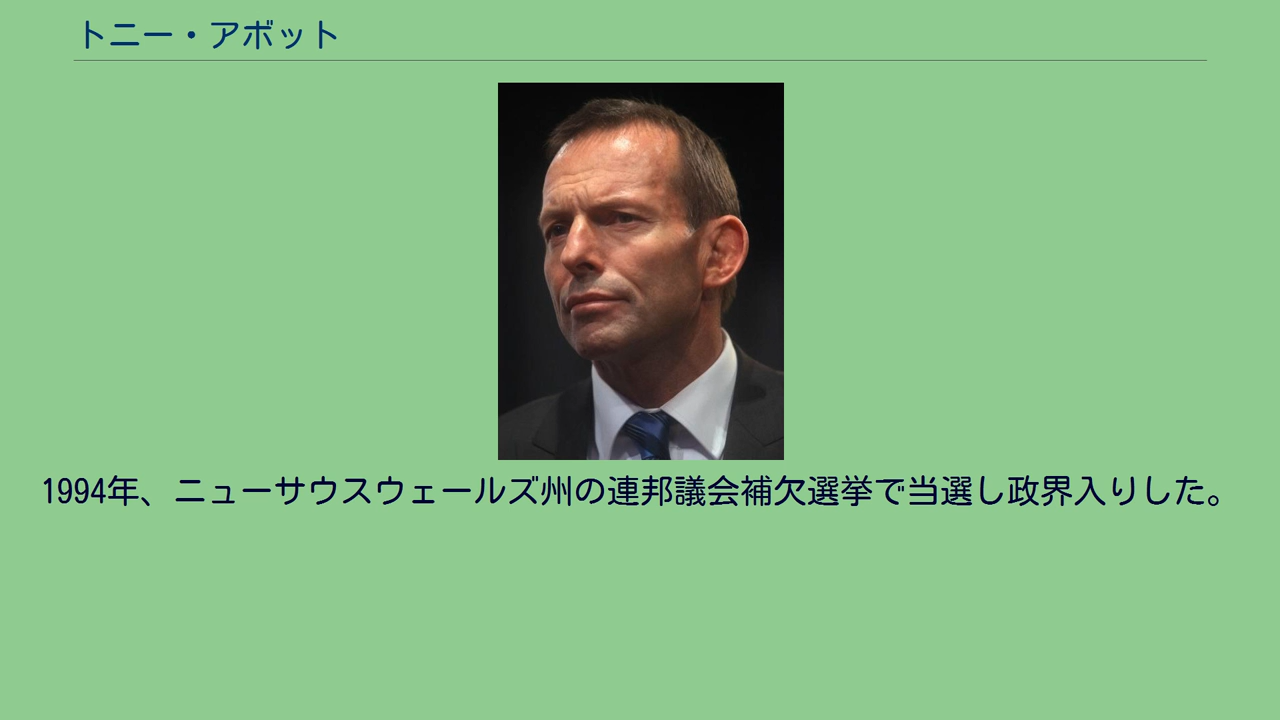 トニー・アボット
1994年、ニューサウスウェールズ州の連邦議会補欠選挙で当選し政界入りした。